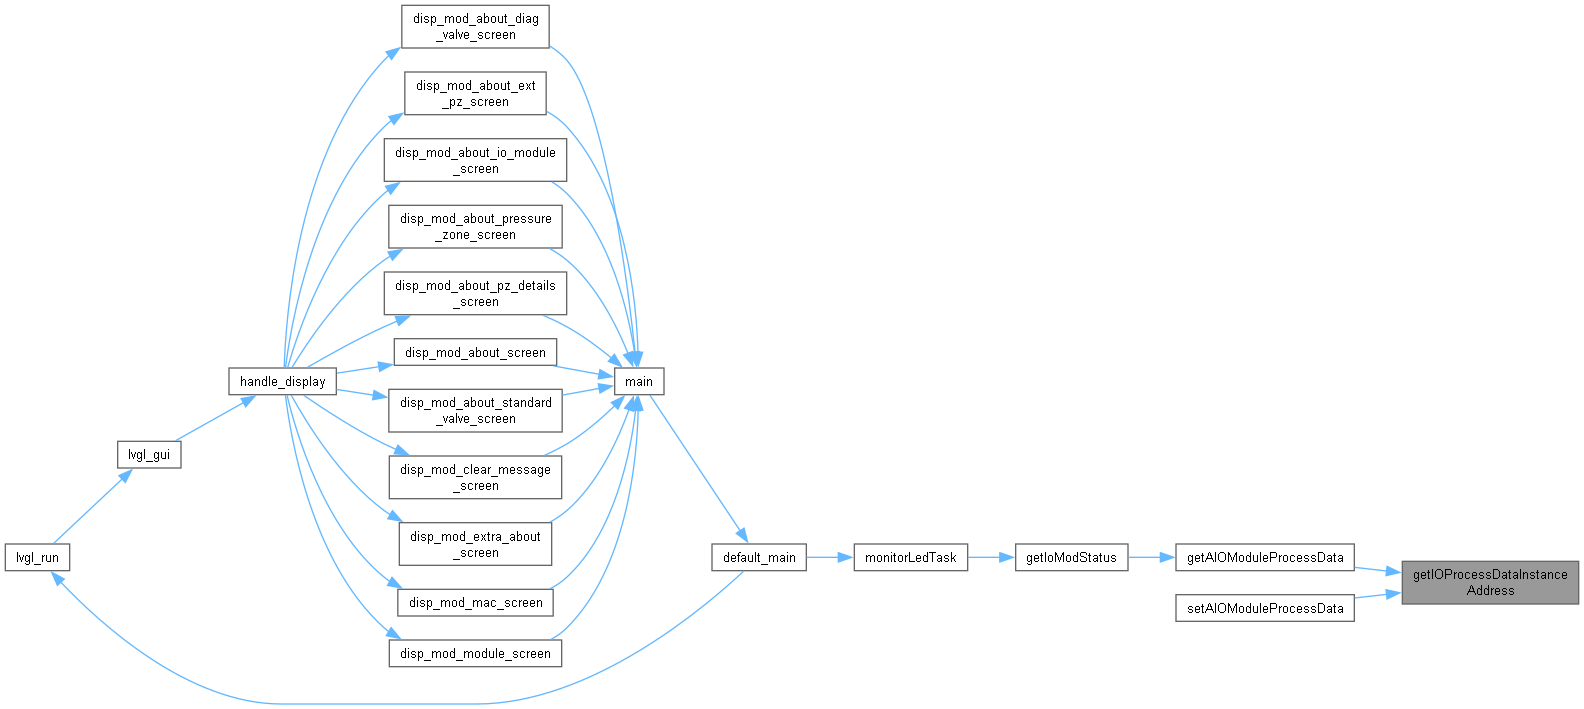 disp_mod_about_diag
_valve_screen
disp_mod_about_ext
_pz_screen
disp_mod_about_io_module
_screen
disp_mod_about_pressure
_zone_screen
disp_mod_about_pz_details
_screen
disp_mod_about_screen
handle_display
main
disp_mod_about_standard
_valve_screen
lvgl_gui
disp_mod_clear_message
_screen
disp_mod_extra_about
_screen
lvgl_run
default_main
monitorLedTask
getIoModStatus
getAIOModuleProcessData
getIOProcessDataInstance
Address
disp_mod_mac_screen
setAIOModuleProcessData
disp_mod_module_screen